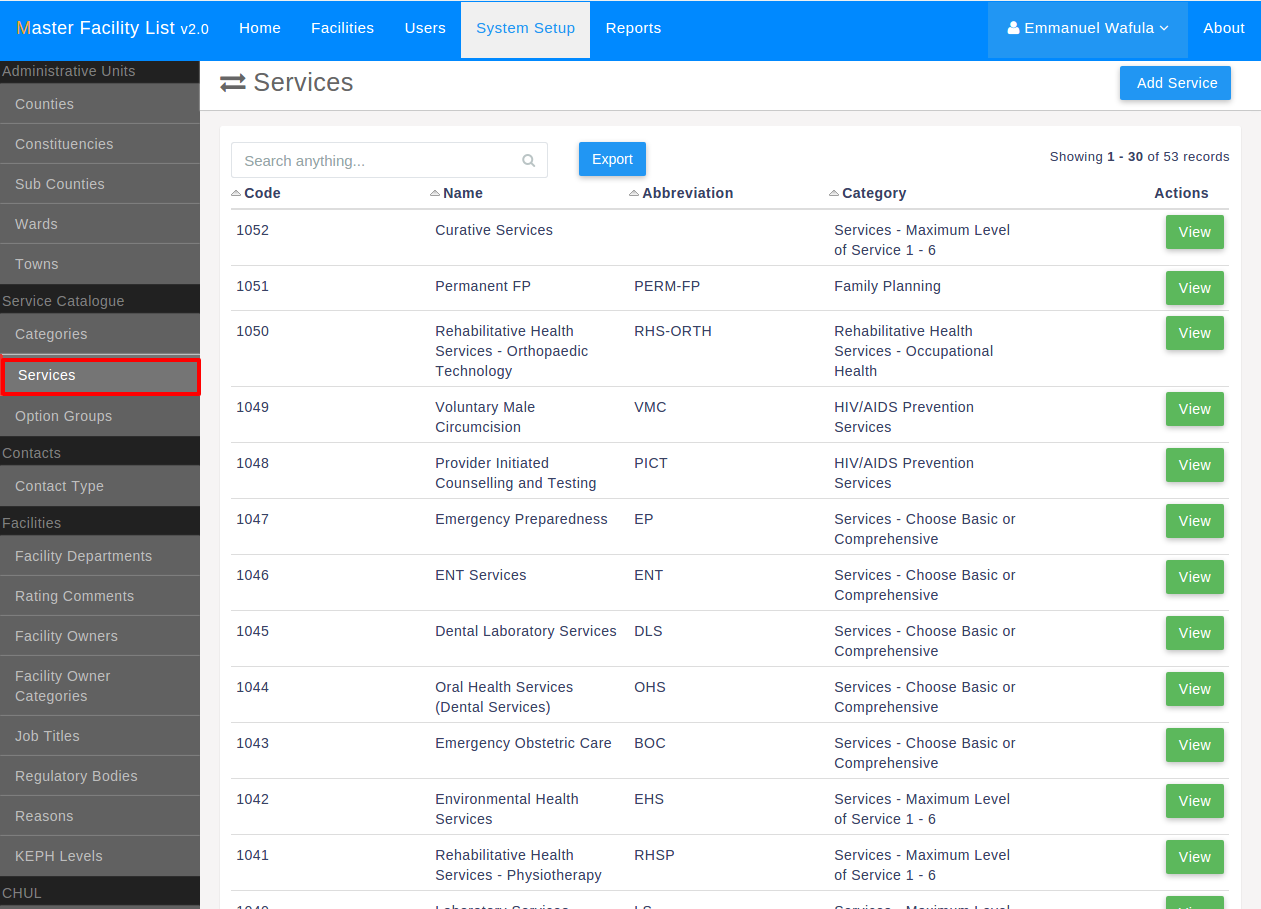 Master Facility List v2.0 Home Facilities Users System Setup Reports Emmanuel Wafula About
Administrative Units
Counties
Constituencies
Sub Counties
Wards
Towns
Service Catalogue
Categories
Services
Option Groups
Contacts
Contact Type
Facilities
Facility Departments
Rating Comments
Facility Owners
Facility Owner
Categories
Job Titles
Regulatory Bodies
Reasons
KEPH Levels
CHUL
Services Add Service
Search anything... Export Showing 1 - 30 of 53 records
Code Name Abbreviation Category Actions
1052 Curative Services Services - Maximum Level View
of Service 1 - 6
1051 Permanent FP PERM-FP Family Planning View
1050 Rehabilitative Health RHS-ORTH Rehabilitative Health View
Services - Orthopaedic Services - Occupational
Technology Health
1049 Voluntary Male VMC HIV/AIDS Prevention View
Circumcision Services
1048 Provider Initiated PICT HIV/AIDS Prevention View
Counselling and Testing Services
1047 Emergency Preparedness EP Services - Choose Basic or View
Comprehensive
1046 ENT Services ENT Services - Choose Basic or View
Comprehensive
1045 Dental Laboratory Services DLS Services - Choose Basic or View
Comprehensive
1044 Oral Health Services OHS Services - Choose Basic or View
(Dental Services) Comprehensive
1043 Emergency Obstetric Care BOC Services - Choose Basic or View
Comprehensive
1042 Environmental Health EHS Services - Maximum Level View
Services of Service 1 - 6
1041 Rehabilitative Health RHSP Services - Maximum Level View
Services - Physiotherapy of Service 1 - 6
1040 Laboratory Services LS Services - Maximum Level View